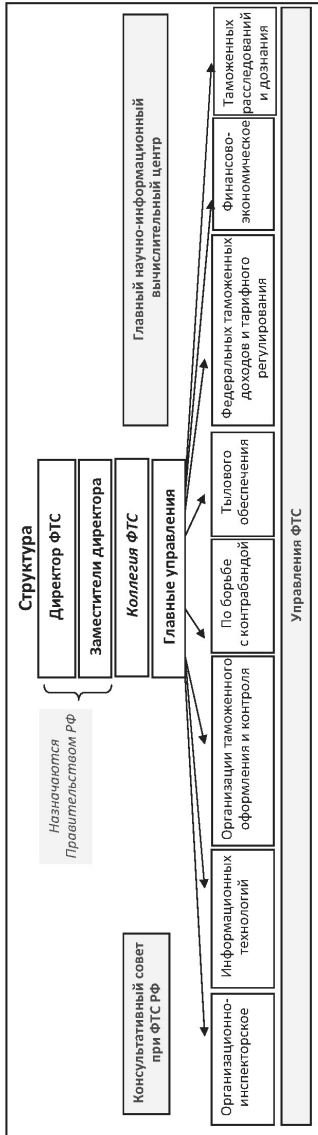 Структура
Директор ФТС
Назначаются
Правительством РФ
Заместители директора
Консультативный совет
при ФТС РФ
Коллегия ФТС
Главный научно-информационный
вычислительный центр
Главные управления
Организационно-
инспекторское
Информационных
технологий
Организации таможенного
оформления и контроля
По борьбе
с контрабандой
Тылового
обеспечения
Федеральных таможенных
доходов и тарифного
регулирования
Финансово-
экономическое
Таможенных
расследований
и дознания
Управления ФТС